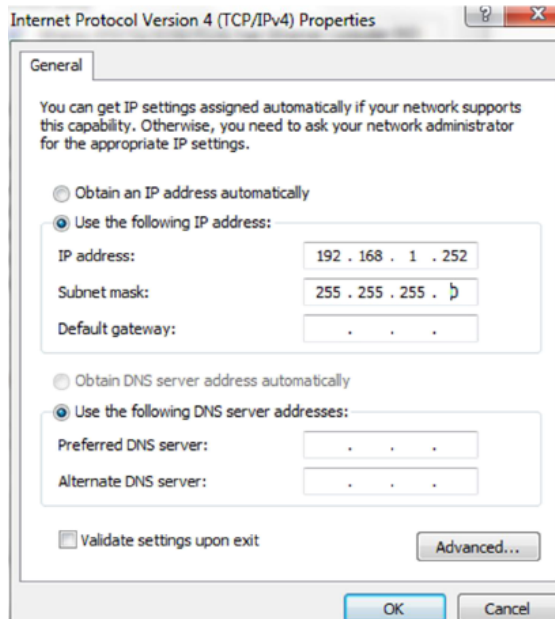 Internet Protocol Version 4 (TCP/IPv4) Properties
General
You can get IP settings assigned automatically if your network supports
this capability. Otherwise, you need to ask your network administrator
for the appropriate IP settings.
Obtain an IP address automatically
Use the following IP address:
IP address: 192 . 168 . 1 . 252
Subnet mask: 255 . 255 . 255 . 0
Default gateway: . . .
Obtain DNS server address automatically
Use the following DNS server addresses:
Preferred DNS server: . . .
Alternate DNS server: . . .
Validate settings upon exit
Advanced...
OK Cancel